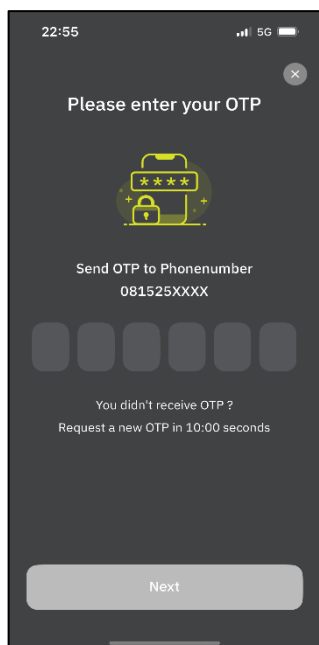 22:55 5G
Please enter your OTP
****
Send OTP to Phonenumber
081525XXXX
You didn't receive OTP ?
Request a new OTP in 10:00 seconds
Next